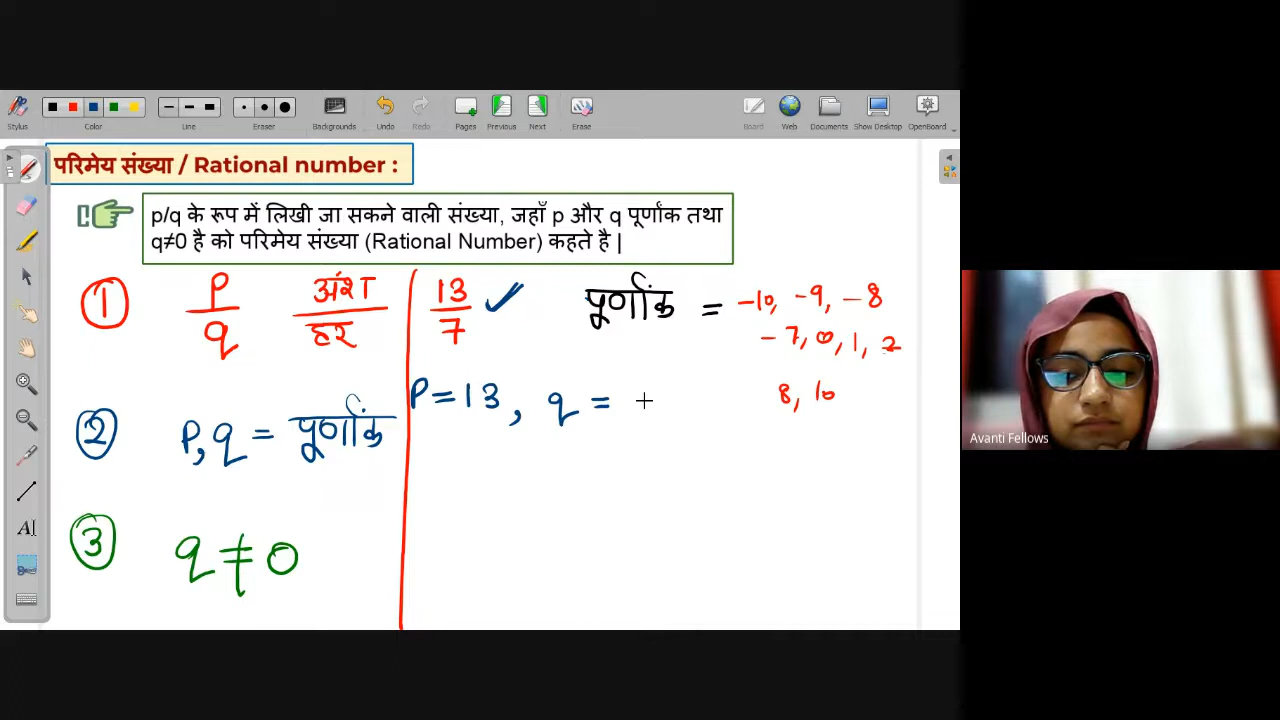 Stylus Color Line Eraser Backgrounds Undo Redo Pages Previous Next Erase Board Web Documents Show Desktop OpenBoard
परिमेय संख्या / Rational number :
p/q के रूप में लिखी जा सकने वाली संख्या, जहाँ p और q पूर्णांक तथा
q≠0 है को परिमेय संख्या (Rational Number) कहते है |
① P/q अंश/हर 13/7 ✓ पूर्णांक = -10, -9, -8
-7, 0, 1, 2
P = 13, q =
8, 10
② P, q = पूर्णांक
③ q ≠ 0
Avanti Fellows